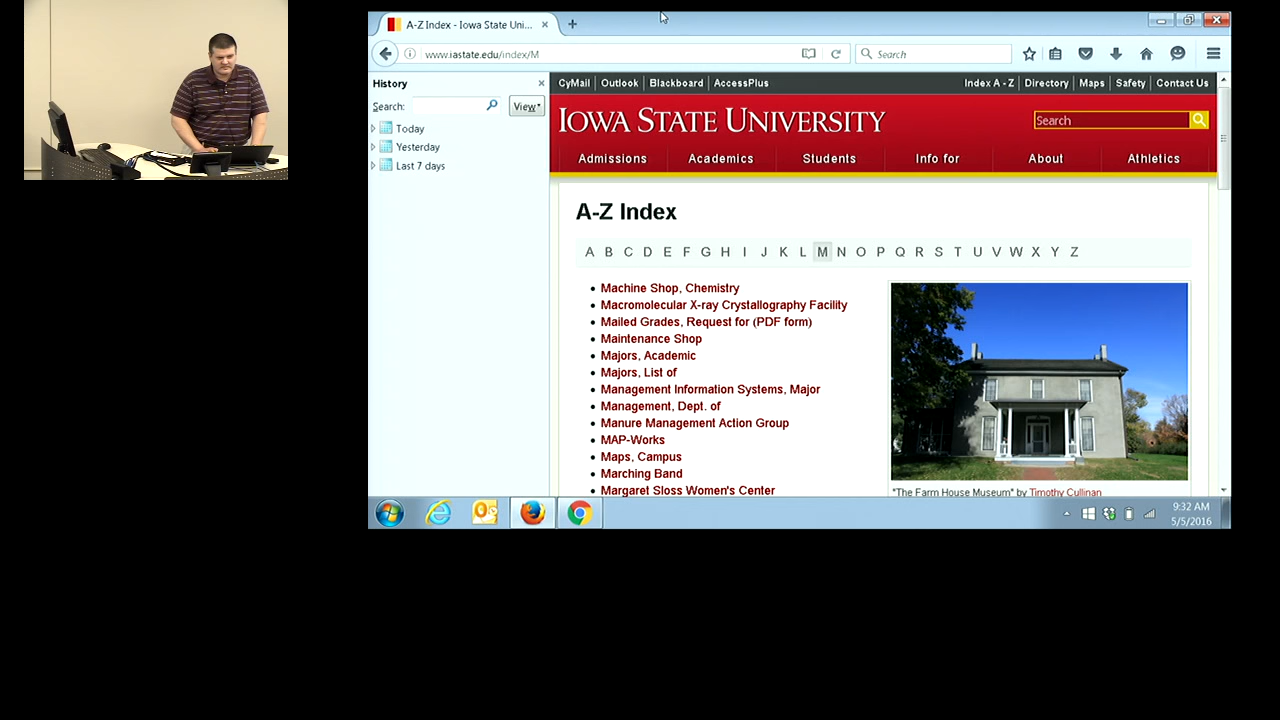 A-Z Index - Iowa State Uni...
www.iastate.edu/index/M
Search
History
Search:
View
Today
Yesterday
Last 7 days
CyMail Outlook Blackboard AccessPlus
Index A - Z Directory Maps Safety Contact Us
IOWA STATE UNIVERSITY
Search
Admissions Academics Students Info for About Athletics
A-Z Index
A B C D E F G H I J K L M N O P Q R S T U V W X Y Z
Machine Shop, Chemistry
Macromolecular X-ray Crystallography Facility
Mailed Grades, Request for (PDF form)
Maintenance Shop
Majors, Academic
Majors, List of
Management Information Systems, Major
Management, Dept. of
Manure Management Action Group
MAP-Works
Maps, Campus
Marching Band
Margaret Sloss Women's Center
"The Farm House Museum" by Timothy Cullinan
9:32 AM
5/5/2016